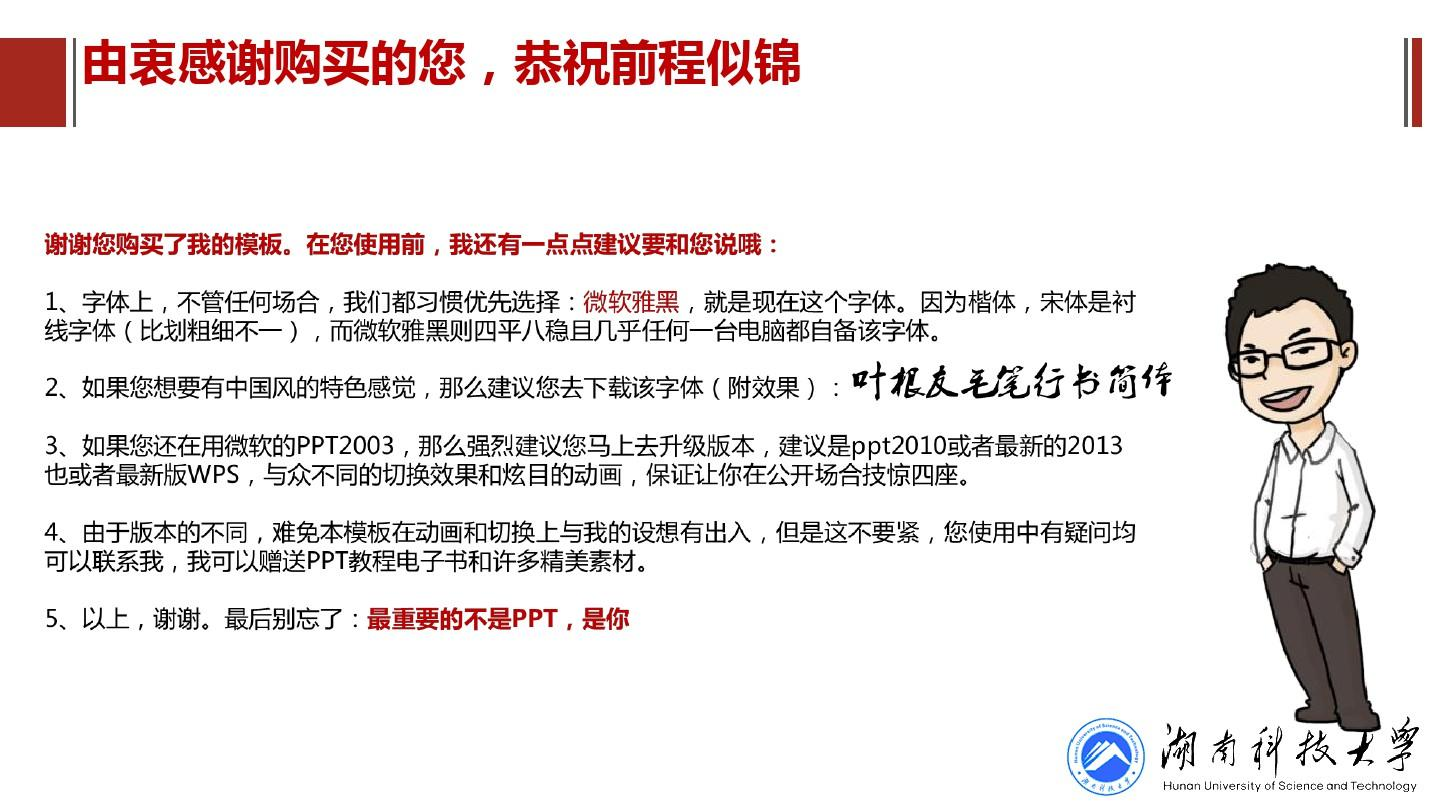 由衷感谢购买的您，恭祝前程似锦
谢谢您购买了我的模板。在您使用前，我还有一点点建议要和您说哦：
1、字体上，不管任何场合，我们都习惯优先选择：微软雅黑，就是现在这个字体。因为楷体，宋体是衬
线字体（比划粗细不一），而微软雅黑则四平八稳且几乎任何一台电脑都自备该字体。
2、如果您想要有中国风的特色感觉，那么建议您去下载该字体（附效果）：叶根友毛笔行书简体
3、如果您还在用微软的PPT2003，那么强烈建议您马上去升级版本，建议是ppt2010或者最新的2013
也或者最新版WPS，与众不同的切换效果和炫目的动画，保证让你在公开场合技惊四座。
4、由于版本的不同，难免本模板在动画和切换上与我的设想有出入，但是这不要紧，您使用中有疑问均
可以联系我，我可以赠送PPT教程电子书和许多精美素材。
5、以上，谢谢。最后别忘了：最重要的不是PPT，是你
Hunan University of Science and Technology
湖南科技大学
湖南科技大学
Hunan University of Science and Technology